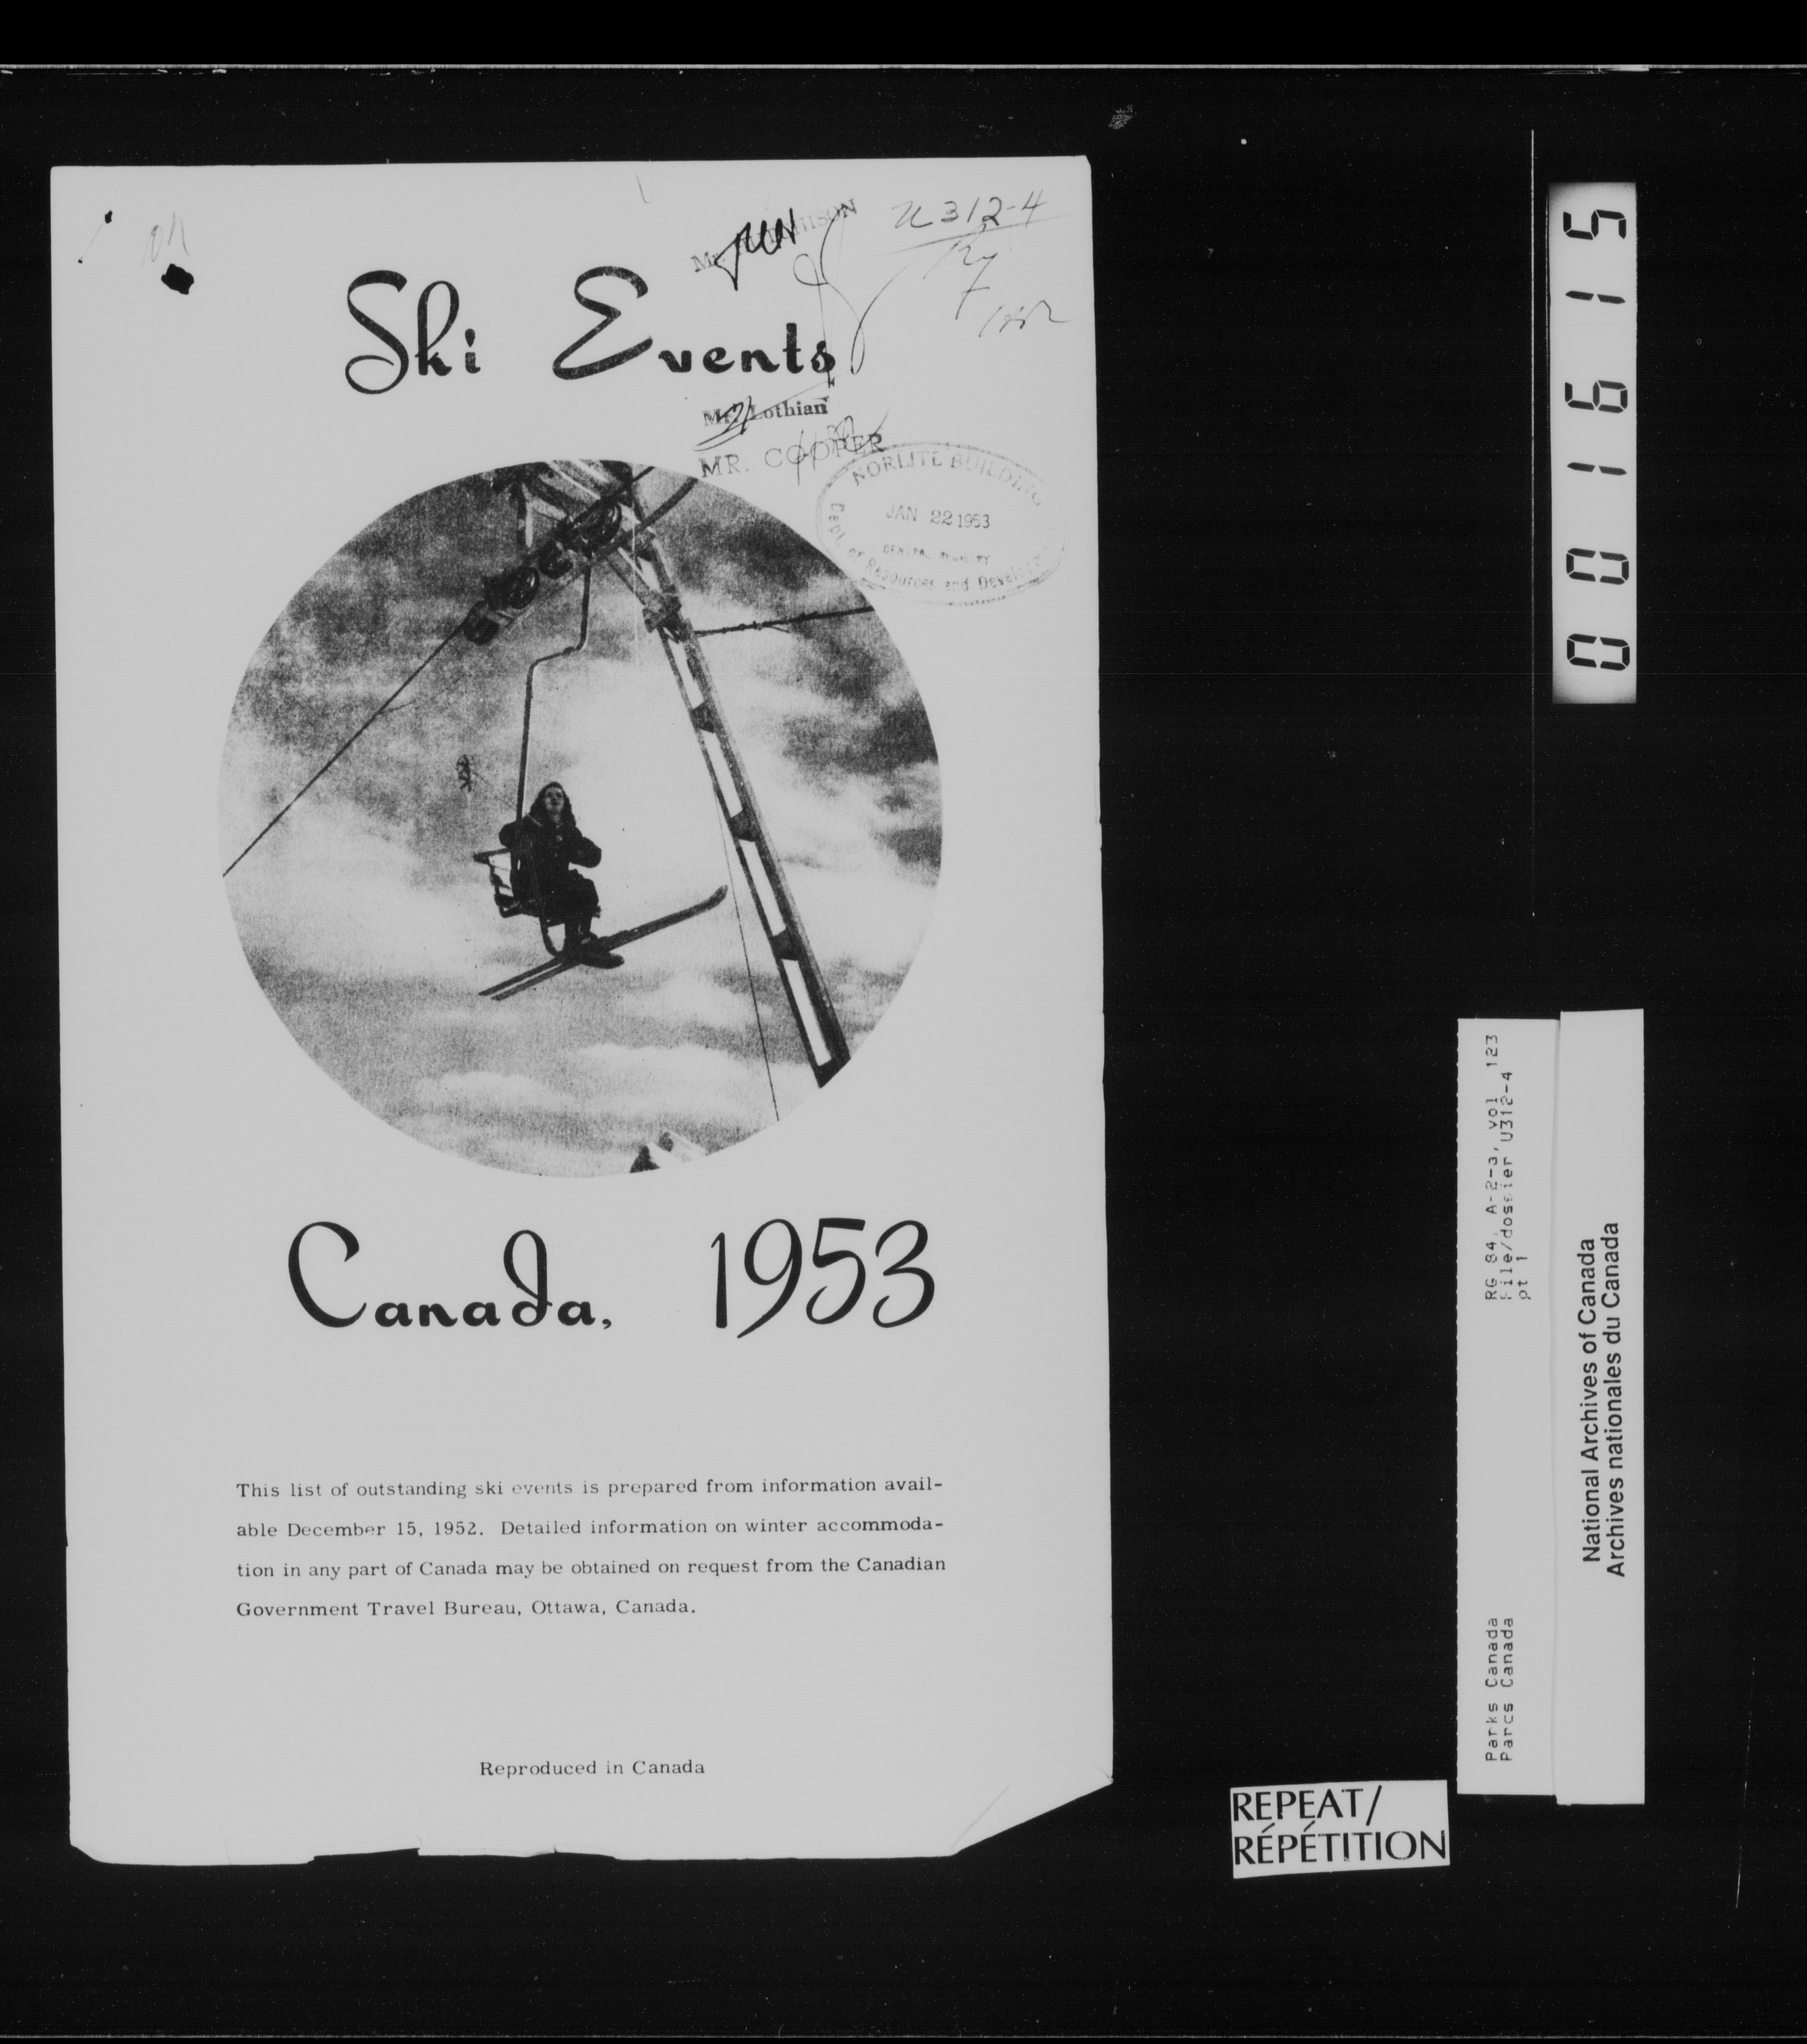 U312-4
Ski Events
Mr. Lothian
MR. COOPER
NORLITE BUILDING
JAN 22 1953
Dept. of Resources and Development
Canada, 1953
This list of outstanding ski events is prepared from information avail-
able December 15, 1952. Detailed information on winter accommoda-
tion in any part of Canada may be obtained on request from the Canadian
Government Travel Bureau, Ottawa, Canada.
Reproduced in Canada
001615
RG 84, A-2-3, vol 123
File/dossier U312-4
pt 1
Parks Canada
Parcs Canada
National Archives of Canada
Archives nationales du Canada
REPEAT/
RÉPÉTITION